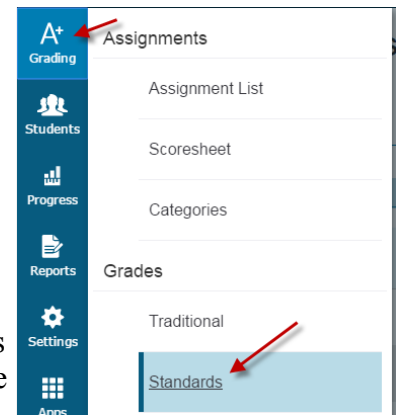 A+
Grading
Students
Progress
Reports
Settings
Apps
Assignments
Assignment List
Scoresheet
Categories
Grades
Traditional
Standards
s
e